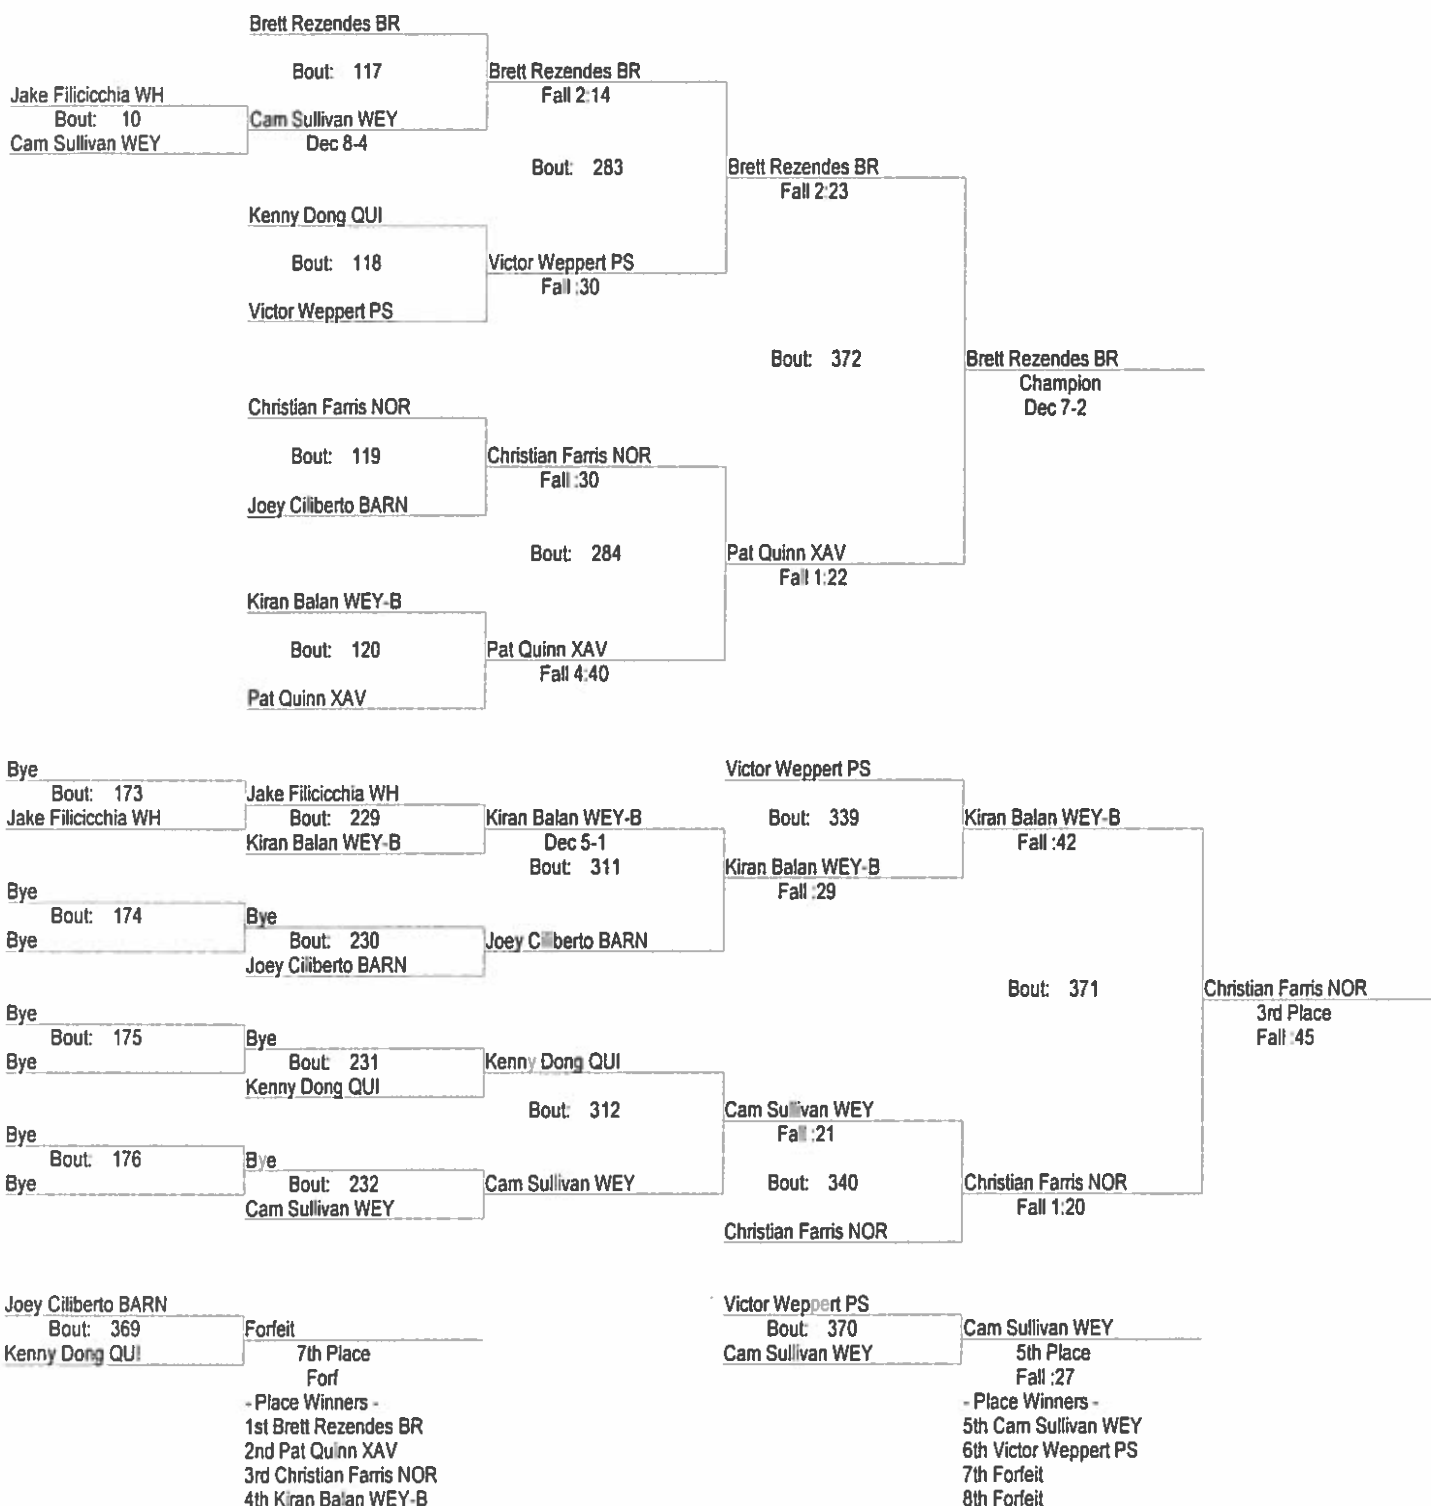 Brett Rezendes BR
Bout: 117
Brett Rezendes BR
Fall 2:14
Jake Filicicchia WH
Bout: 10
Cam Sullivan WEY
Cam Sullivan WEY
Dec 8-4
Bout: 283
Brett Rezendes BR
Fall 2:23
Kenny Dong QUI
Bout: 118
Victor Weppert PS
Fall :30
Victor Weppert PS
Bout: 372
Brett Rezendes BR
Champion
Dec 7-2
Christian Farris NOR
Bout: 119
Christian Farris NOR
Fall :30
Joey Ciliberto BARN
Bout: 284
Pat Quinn XAV
Fall 1:22
Kiran Balan WEY-B
Bout: 120
Pat Quinn XAV
Fall 4:40
Pat Quinn XAV
Bye
Bout: 173
Jake Filicicchia WH
Jake Filicicchia WH
Bout: 229
Kiran Balan WEY-B
Kiran Balan WEY-B
Dec 5-1
Bout: 311
Victor Weppert PS
Bout: 339
Kiran Balan WEY-B
Fall :29
Kiran Balan WEY-B
Fall :42
Bye
Bout: 174
Bye
Bye
Bout: 230
Joey Ciliberto BARN
Joey Ciliberto BARN
Bout: 371
Christian Farris NOR
3rd Place
Fall :45
Bye
Bout: 175
Bye
Bye
Bout: 231
Kenny Dong QUI
Kenny Dong QUI
Bout: 312
Cam Sullivan WEY
Fall :21
Bye
Bout: 176
Bye
Bye
Bout: 232
Cam Sullivan WEY
Cam Sullivan WEY
Bout: 340
Christian Farris NOR
Christian Farris NOR
Fall 1:20
Joey Ciliberto BARN
Bout: 369
Kenny Dong QUI
Forfeit
7th Place
Forf
- Place Winners -
1st Brett Rezendes BR
2nd Pat Quinn XAV
3rd Christian Farris NOR
4th Kiran Balan WEY-B
Victor Weppert PS
Bout: 370
Cam Sullivan WEY
Cam Sullivan WEY
5th Place
Fall :27
- Place Winners -
5th Cam Sullivan WEY
6th Victor Weppert PS
7th Forfeit
8th Forfeit